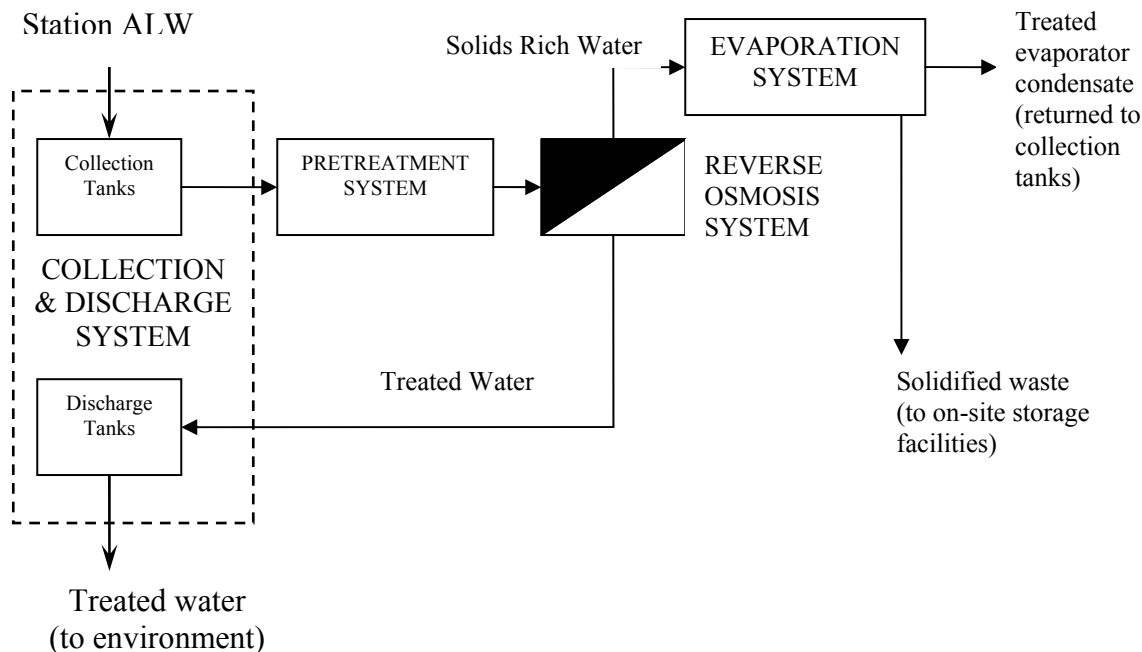 Station ALW
Collection
Tanks
COLLECTION
& DISCHARGE
SYSTEM
Discharge
Tanks
Treated water
(to environment)
PRETREATMENT
SYSTEM
Solids Rich Water
REVERSE
OSMOSIS
SYSTEM
Treated Water
EVAPORATION
SYSTEM
Treated
evaporator
condensate
(returned to
collection
tanks)
Solidified waste
(to on-site storage
facilities)